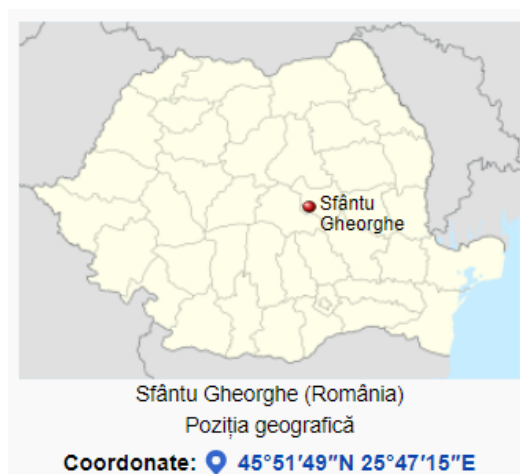 Sfântu
Gheorghe
Sfântu Gheorghe (România)
Poziția geografică
Coordonate: 45°51′49″N 25°47′15″E